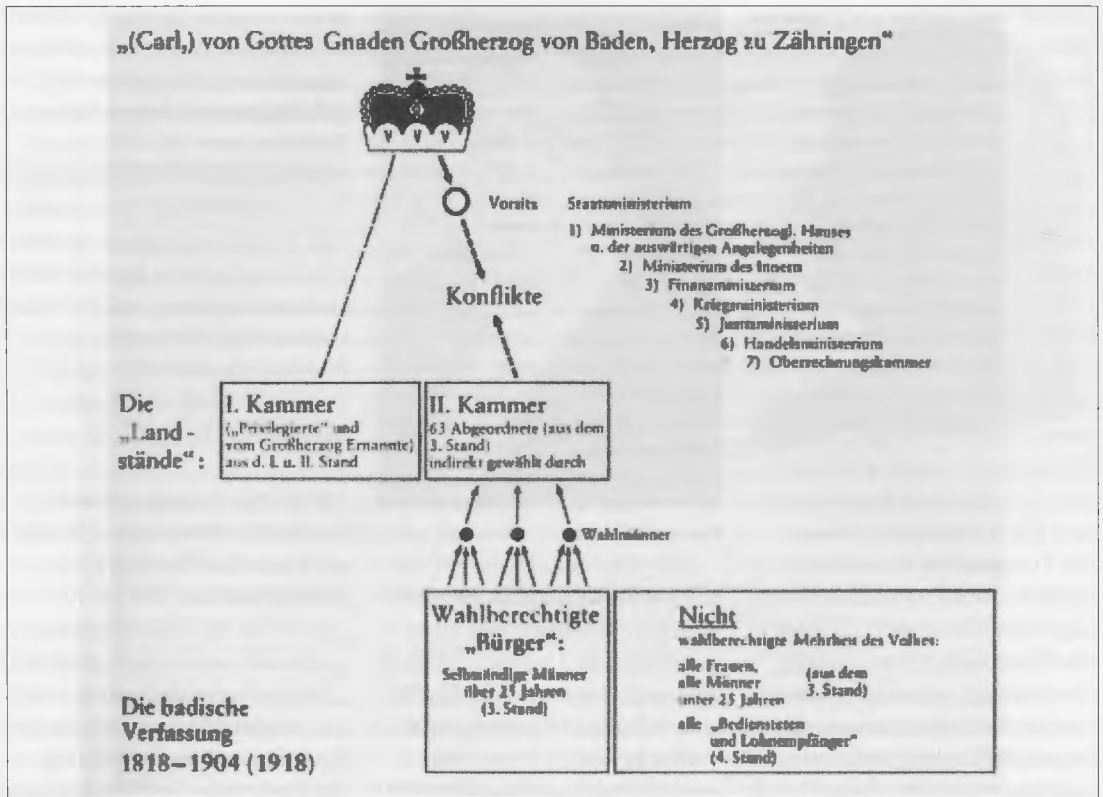 „(Carl,) von Gottes Gnaden Großherzog von Baden, Herzog zu Zähringen“
Vorsitz Staatsministerium
1) Ministerium des Großherzogl. Hauses
u. der auswärtigen Angelegenheiten
2) Ministerium des Innern
3) Finanzministerium
4) Kriegsministerium
5) Justizministerium
6) Handelsministerium
7) Oberrechnungskammer
Konflikte
Die
„Land-
stände“:
I. Kammer
(„Privilegierte“ und
vom Großherzog Ernannte)
aus d. I. u. II. Stand
II. Kammer
63 Abgeordnete (aus dem
3. Stand)
indirekt gewählt durch
Wahlmänner
Wahlberechtigte
„Bürger“:
Selbständige Männer
über 25 Jahren
(3. Stand)
Nicht
wahlberechtigte Mehrheit des Volkes:
alle Frauen,
alle Männer
unter 25 Jahren
(aus dem
3. Stand)
alle „Bediensteten
und Lohnempfänger“
(4. Stand)
Die badische
Verfassung
1818–1904 (1918)